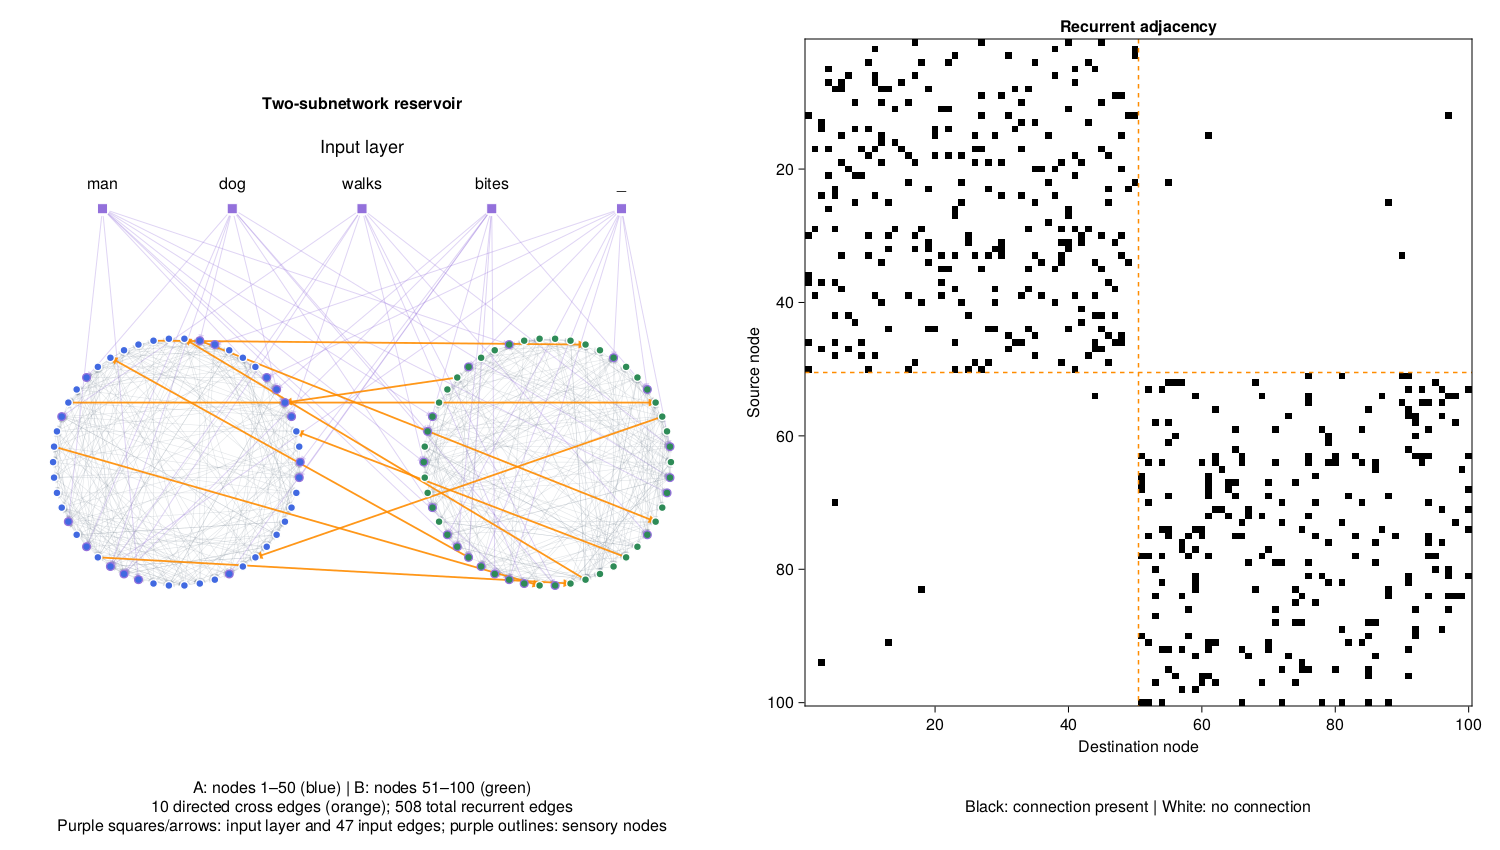 Two-subnetwork reservoir
Input layer
man dog walks bites _
A: nodes 1–50 (blue) | B: nodes 51–100 (green)
10 directed cross edges (orange); 508 total recurrent edges
Purple squares/arrows: input layer and 47 input edges; purple outlines: sensory nodes
Recurrent adjacency
Source node
20
40
60
80
100
20 40 60 80 100
Destination node
Black: connection present | White: no connection